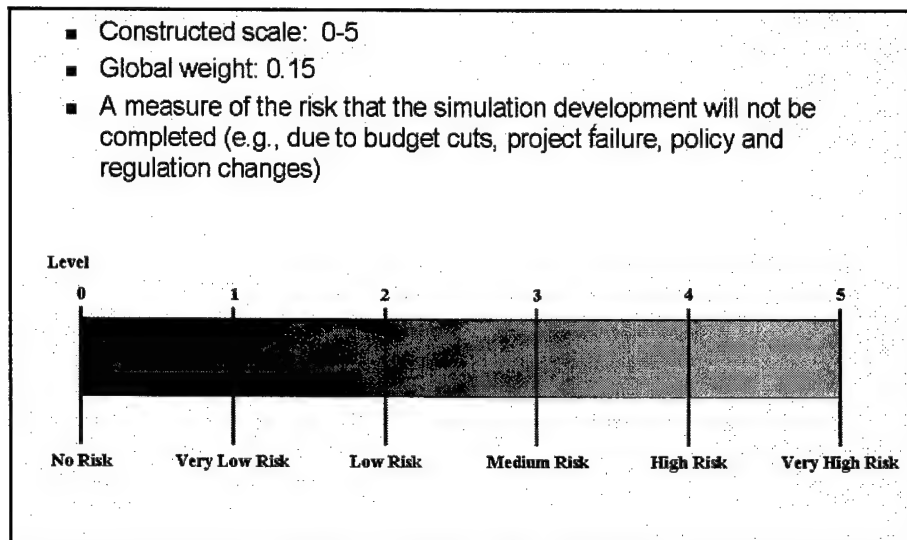 ▪ Constructed scale: 0-5
▪ Global weight: 0.15
▪ A measure of the risk that the simulation development will not be
completed (e.g., due to budget cuts, project failure, policy and
regulation changes)
Level
0 1 2 3 4 5
No Risk Very Low Risk Low Risk Medium Risk High Risk Very High Risk